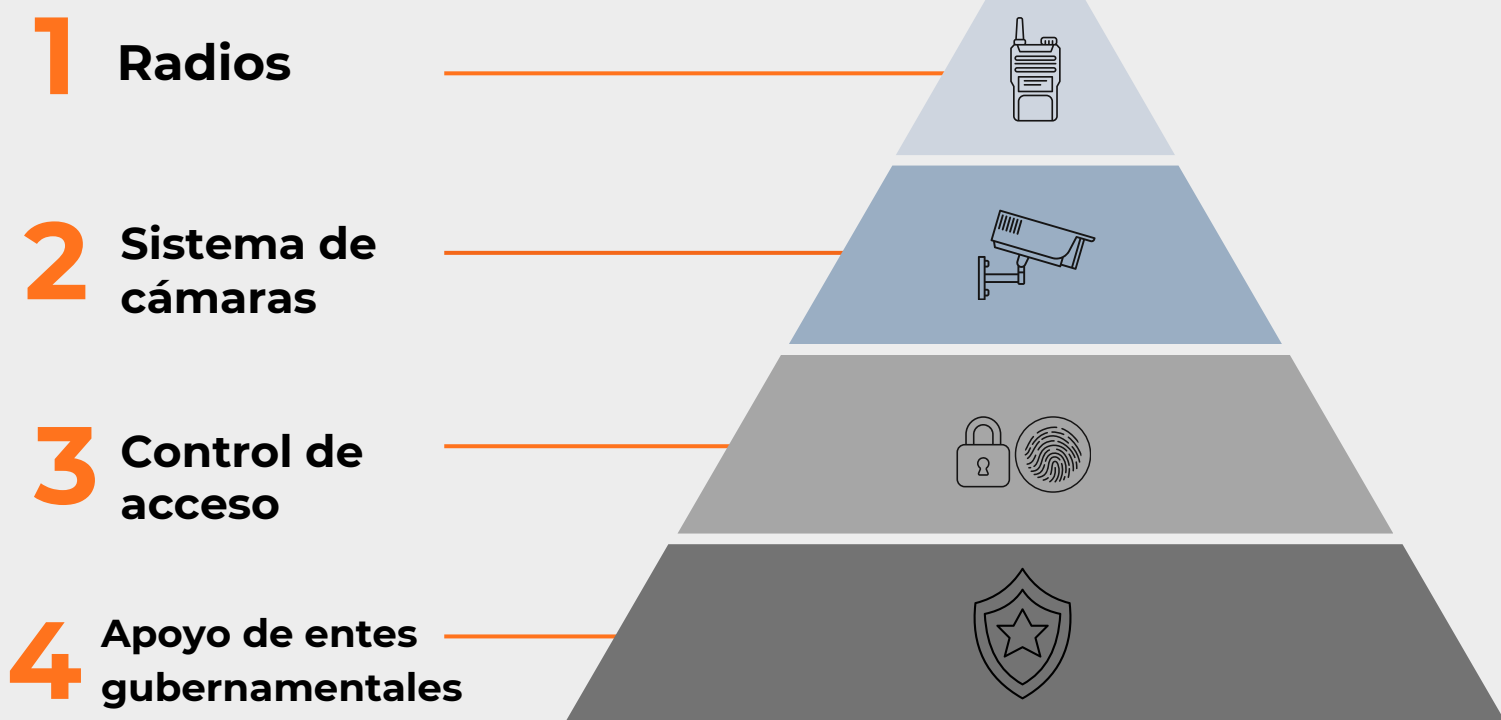 1 Radios
2 Sistema de
cámaras
3 Control de
acceso
4 Apoyo de entes
gubernamentales